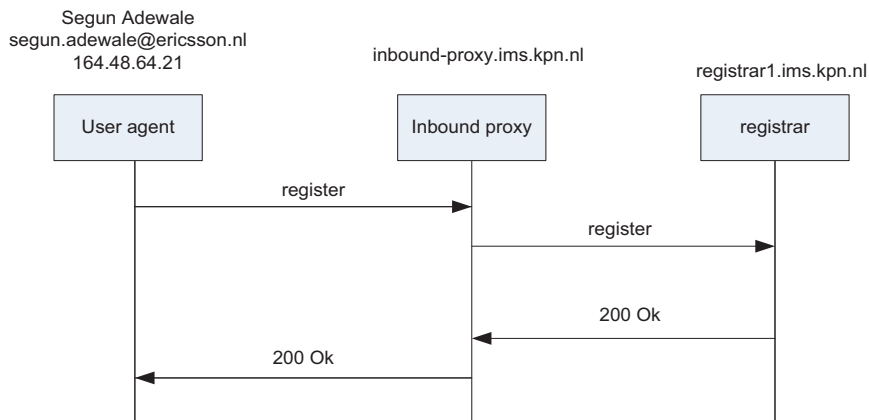 Segun Adewale
segun.adewale@ericsson.nl
164.48.64.21
inbound-proxy.ims.kpn.nl
registrar1.ims.kpn.nl
User agent
Inbound proxy
registrar
register
register
200 Ok
200 Ok